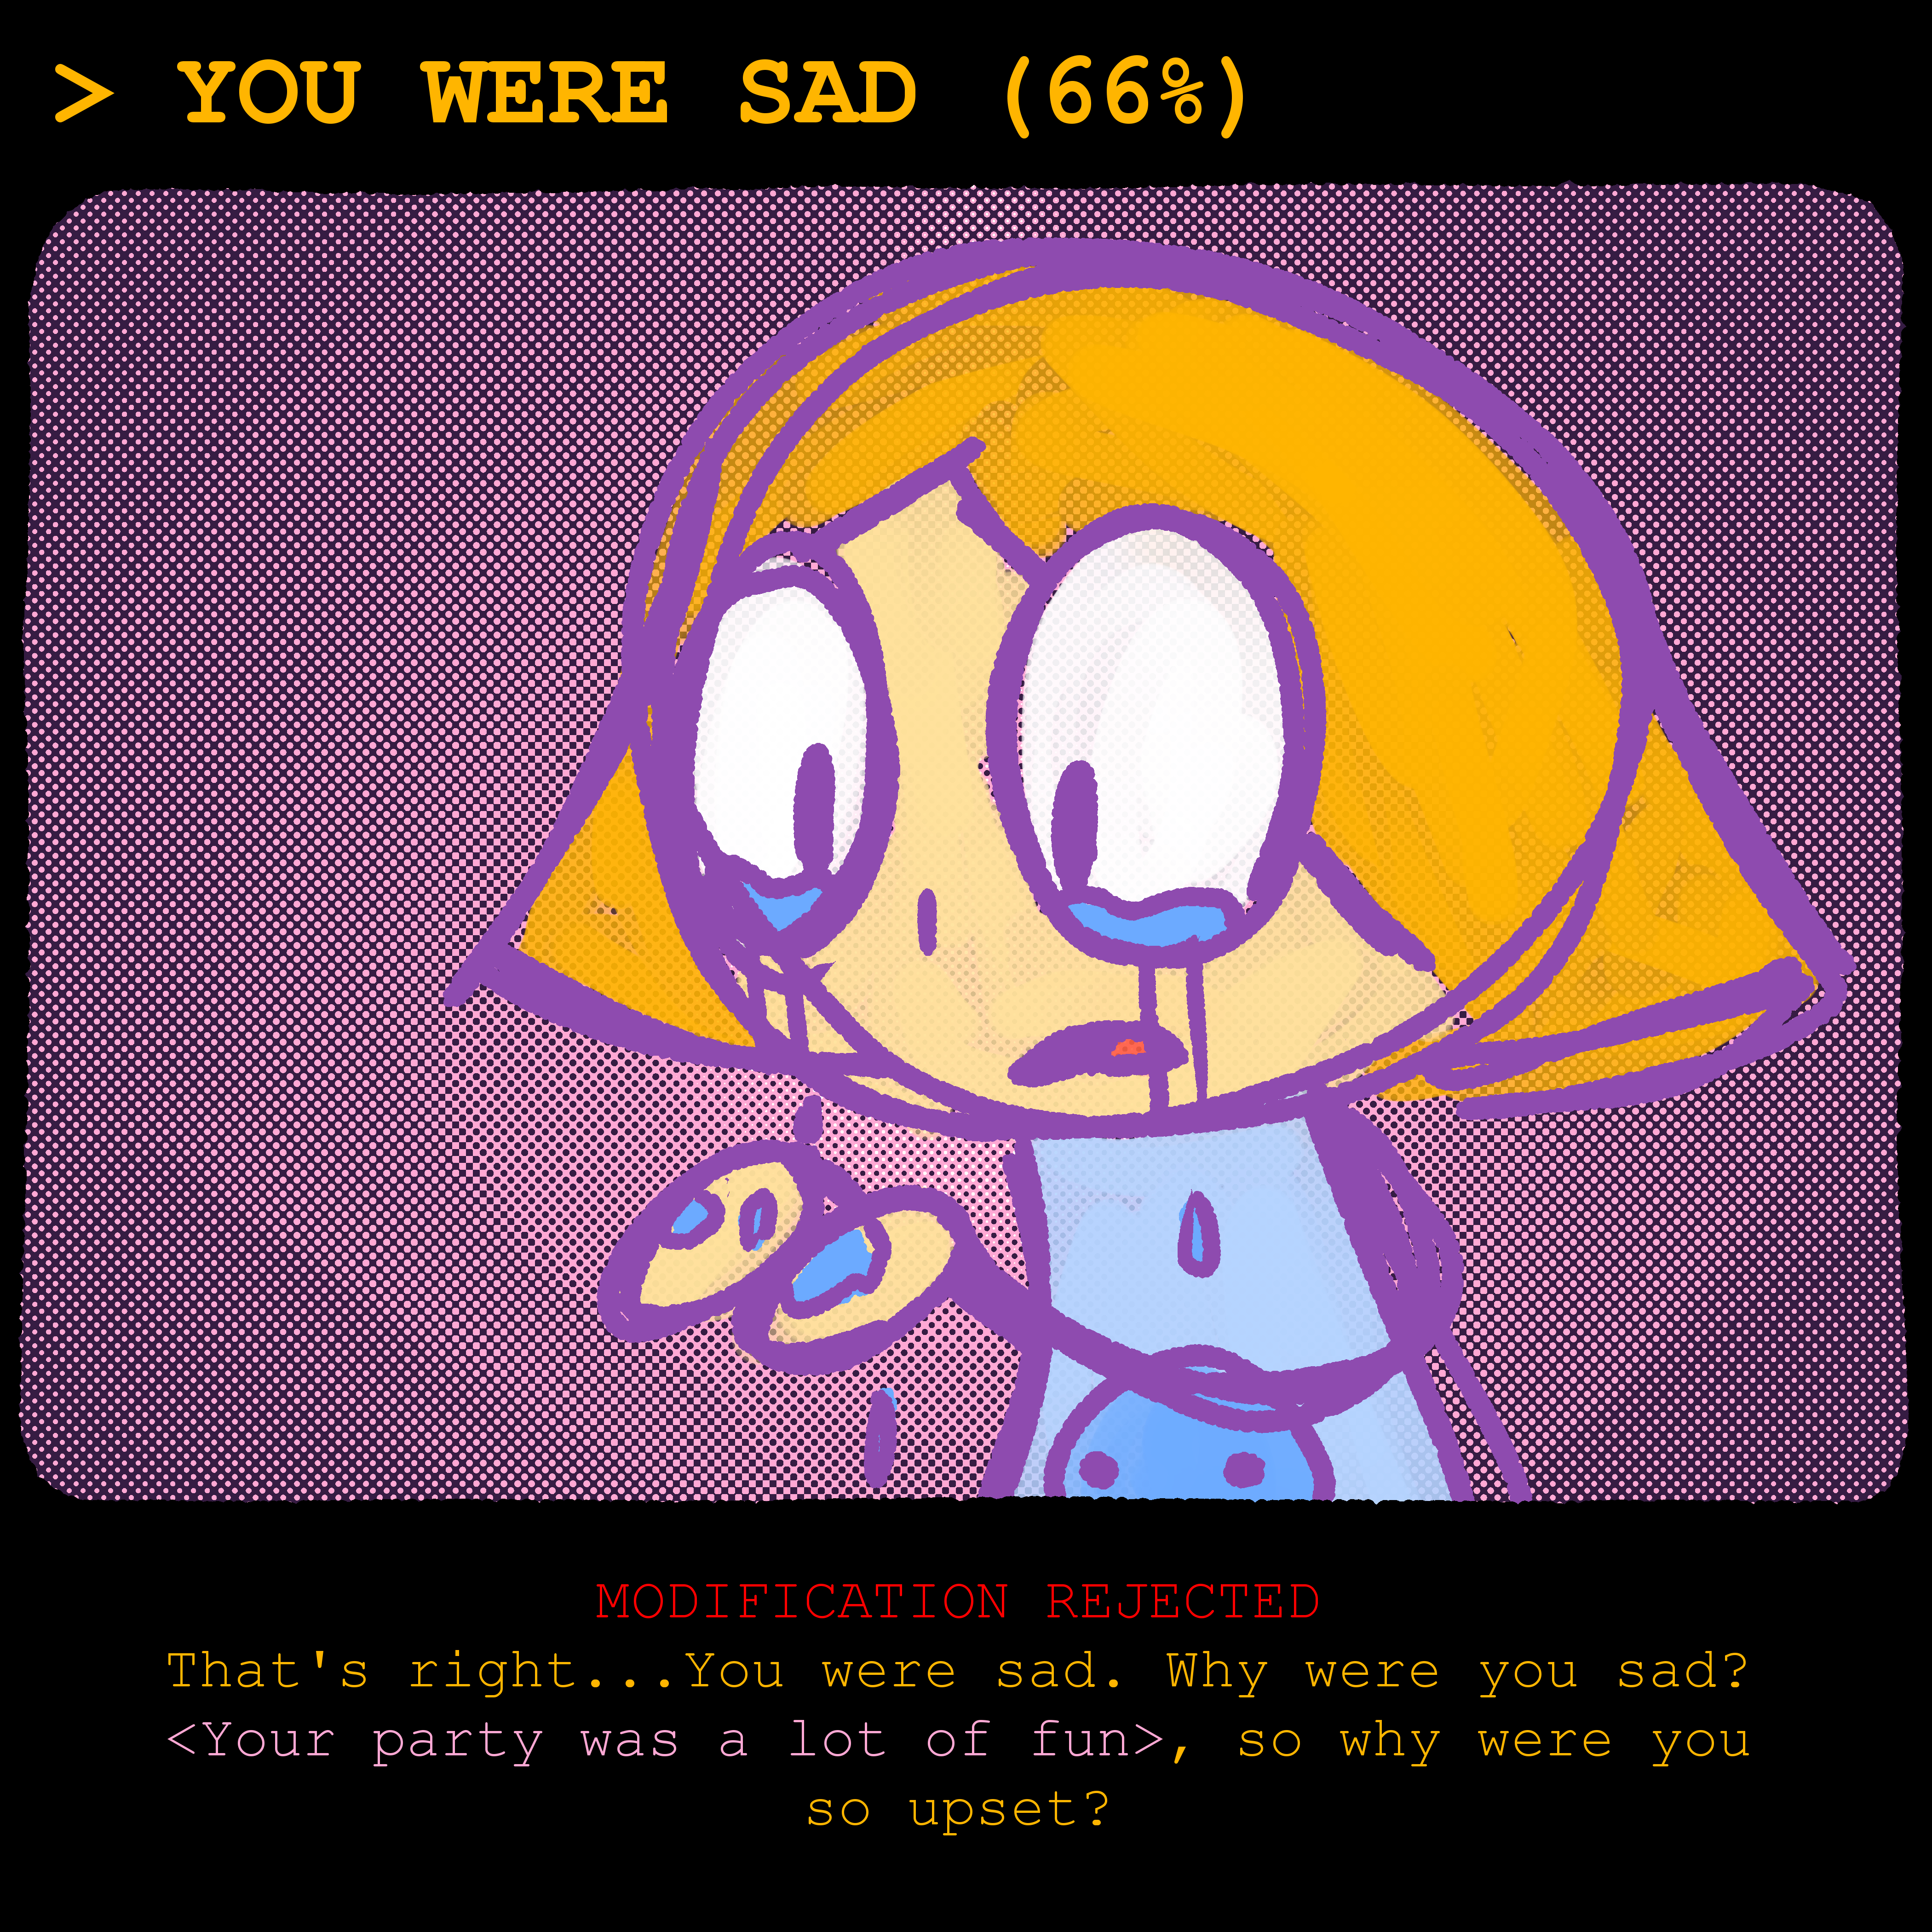 > YOU WERE SAD (66%)
MODIFICATION REJECTED
That's right...You were sad. Why were you sad?
<Your party was a lot of fun>, so why were you
so upset?